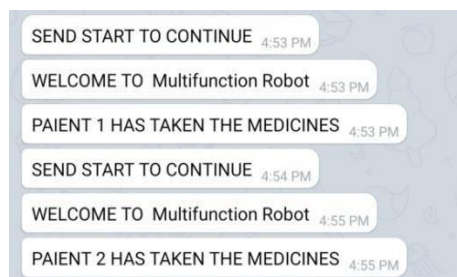 SEND START TO CONTINUE 4:53 PM
WELCOME TO Multifunction Robot 4:53 PM
PAIENT 1 HAS TAKEN THE MEDICINES 4:53 PM
SEND START TO CONTINUE 4:54 PM
WELCOME TO Multifunction Robot 4:55 PM
PAIENT 2 HAS TAKEN THE MEDICINES 4:55 PM